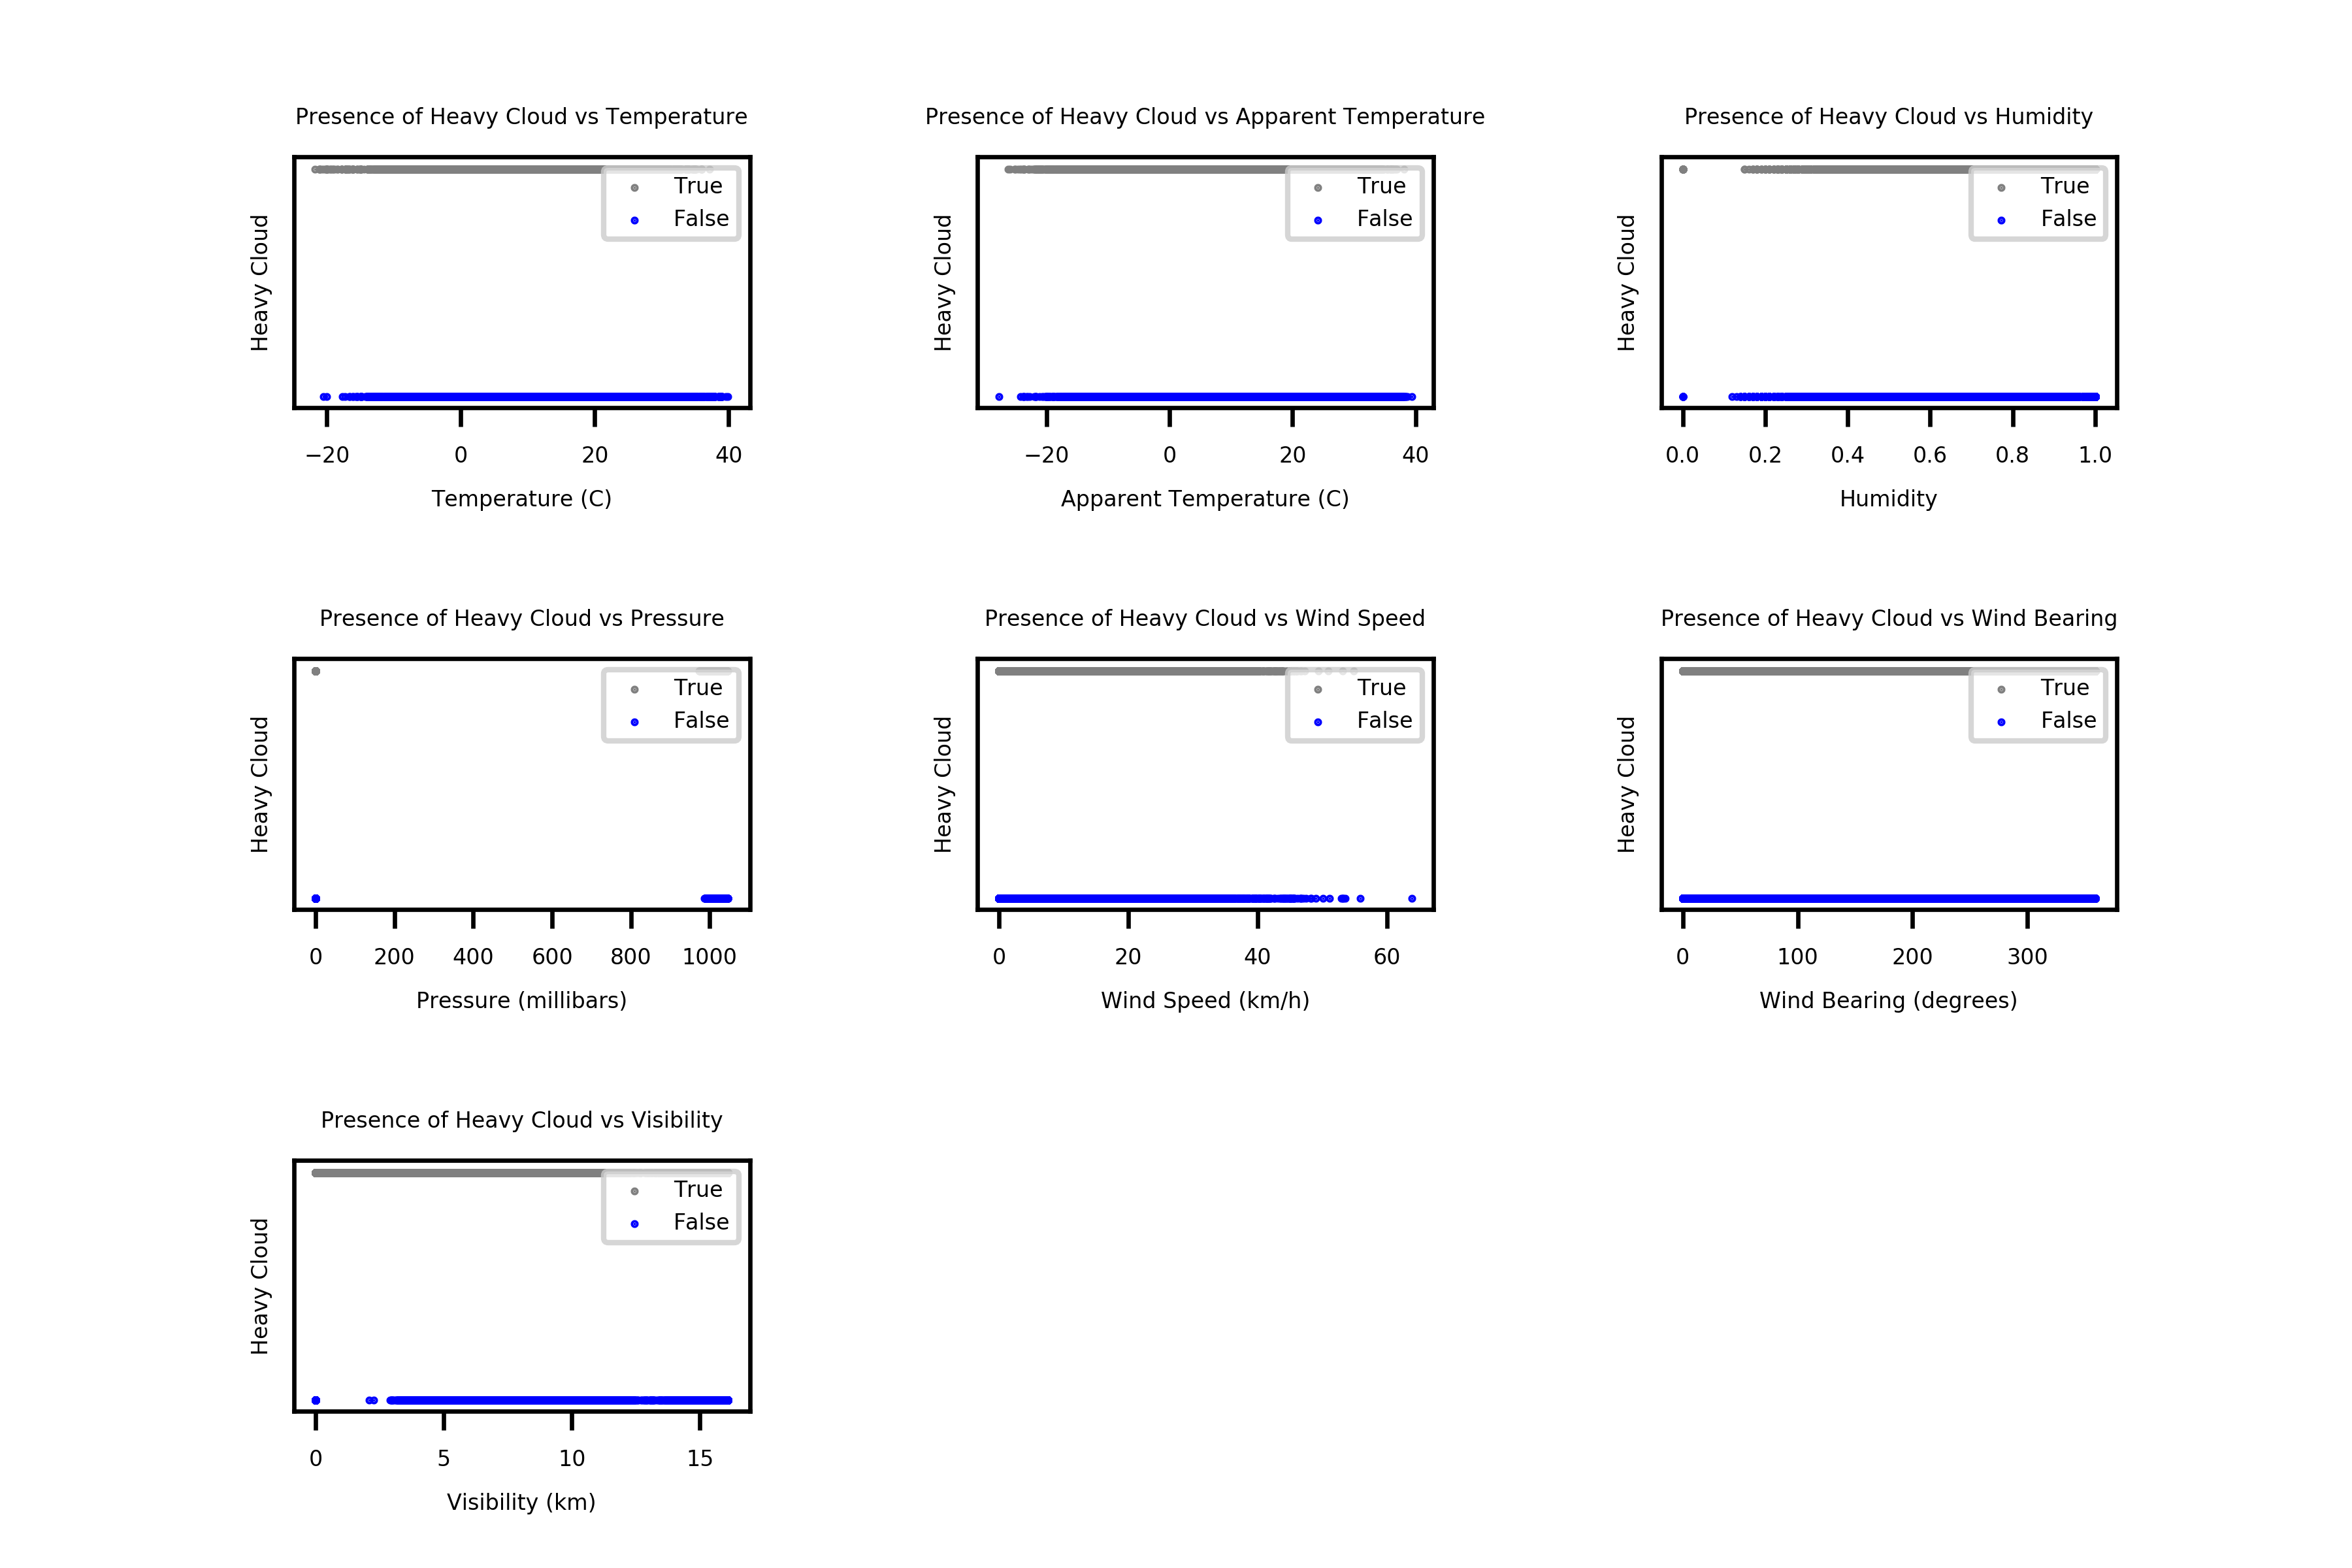 Presence of Heavy Cloud vs Temperature
Heavy Cloud
True
False
−20 0 20 40
Temperature (C)
Presence of Heavy Cloud vs Apparent Temperature
Heavy Cloud
True
False
−20 0 20 40
Apparent Temperature (C)
Presence of Heavy Cloud vs Humidity
Heavy Cloud
True
False
0.0 0.2 0.4 0.6 0.8 1.0
Humidity
Presence of Heavy Cloud vs Pressure
Heavy Cloud
True
False
0 200 400 600 800 1000
Pressure (millibars)
Presence of Heavy Cloud vs Wind Speed
Heavy Cloud
True
False
0 20 40 60
Wind Speed (km/h)
Presence of Heavy Cloud vs Wind Bearing
Heavy Cloud
True
False
0 100 200 300
Wind Bearing (degrees)
Presence of Heavy Cloud vs Visibility
Heavy Cloud
True
False
0 5 10 15
Visibility (km)